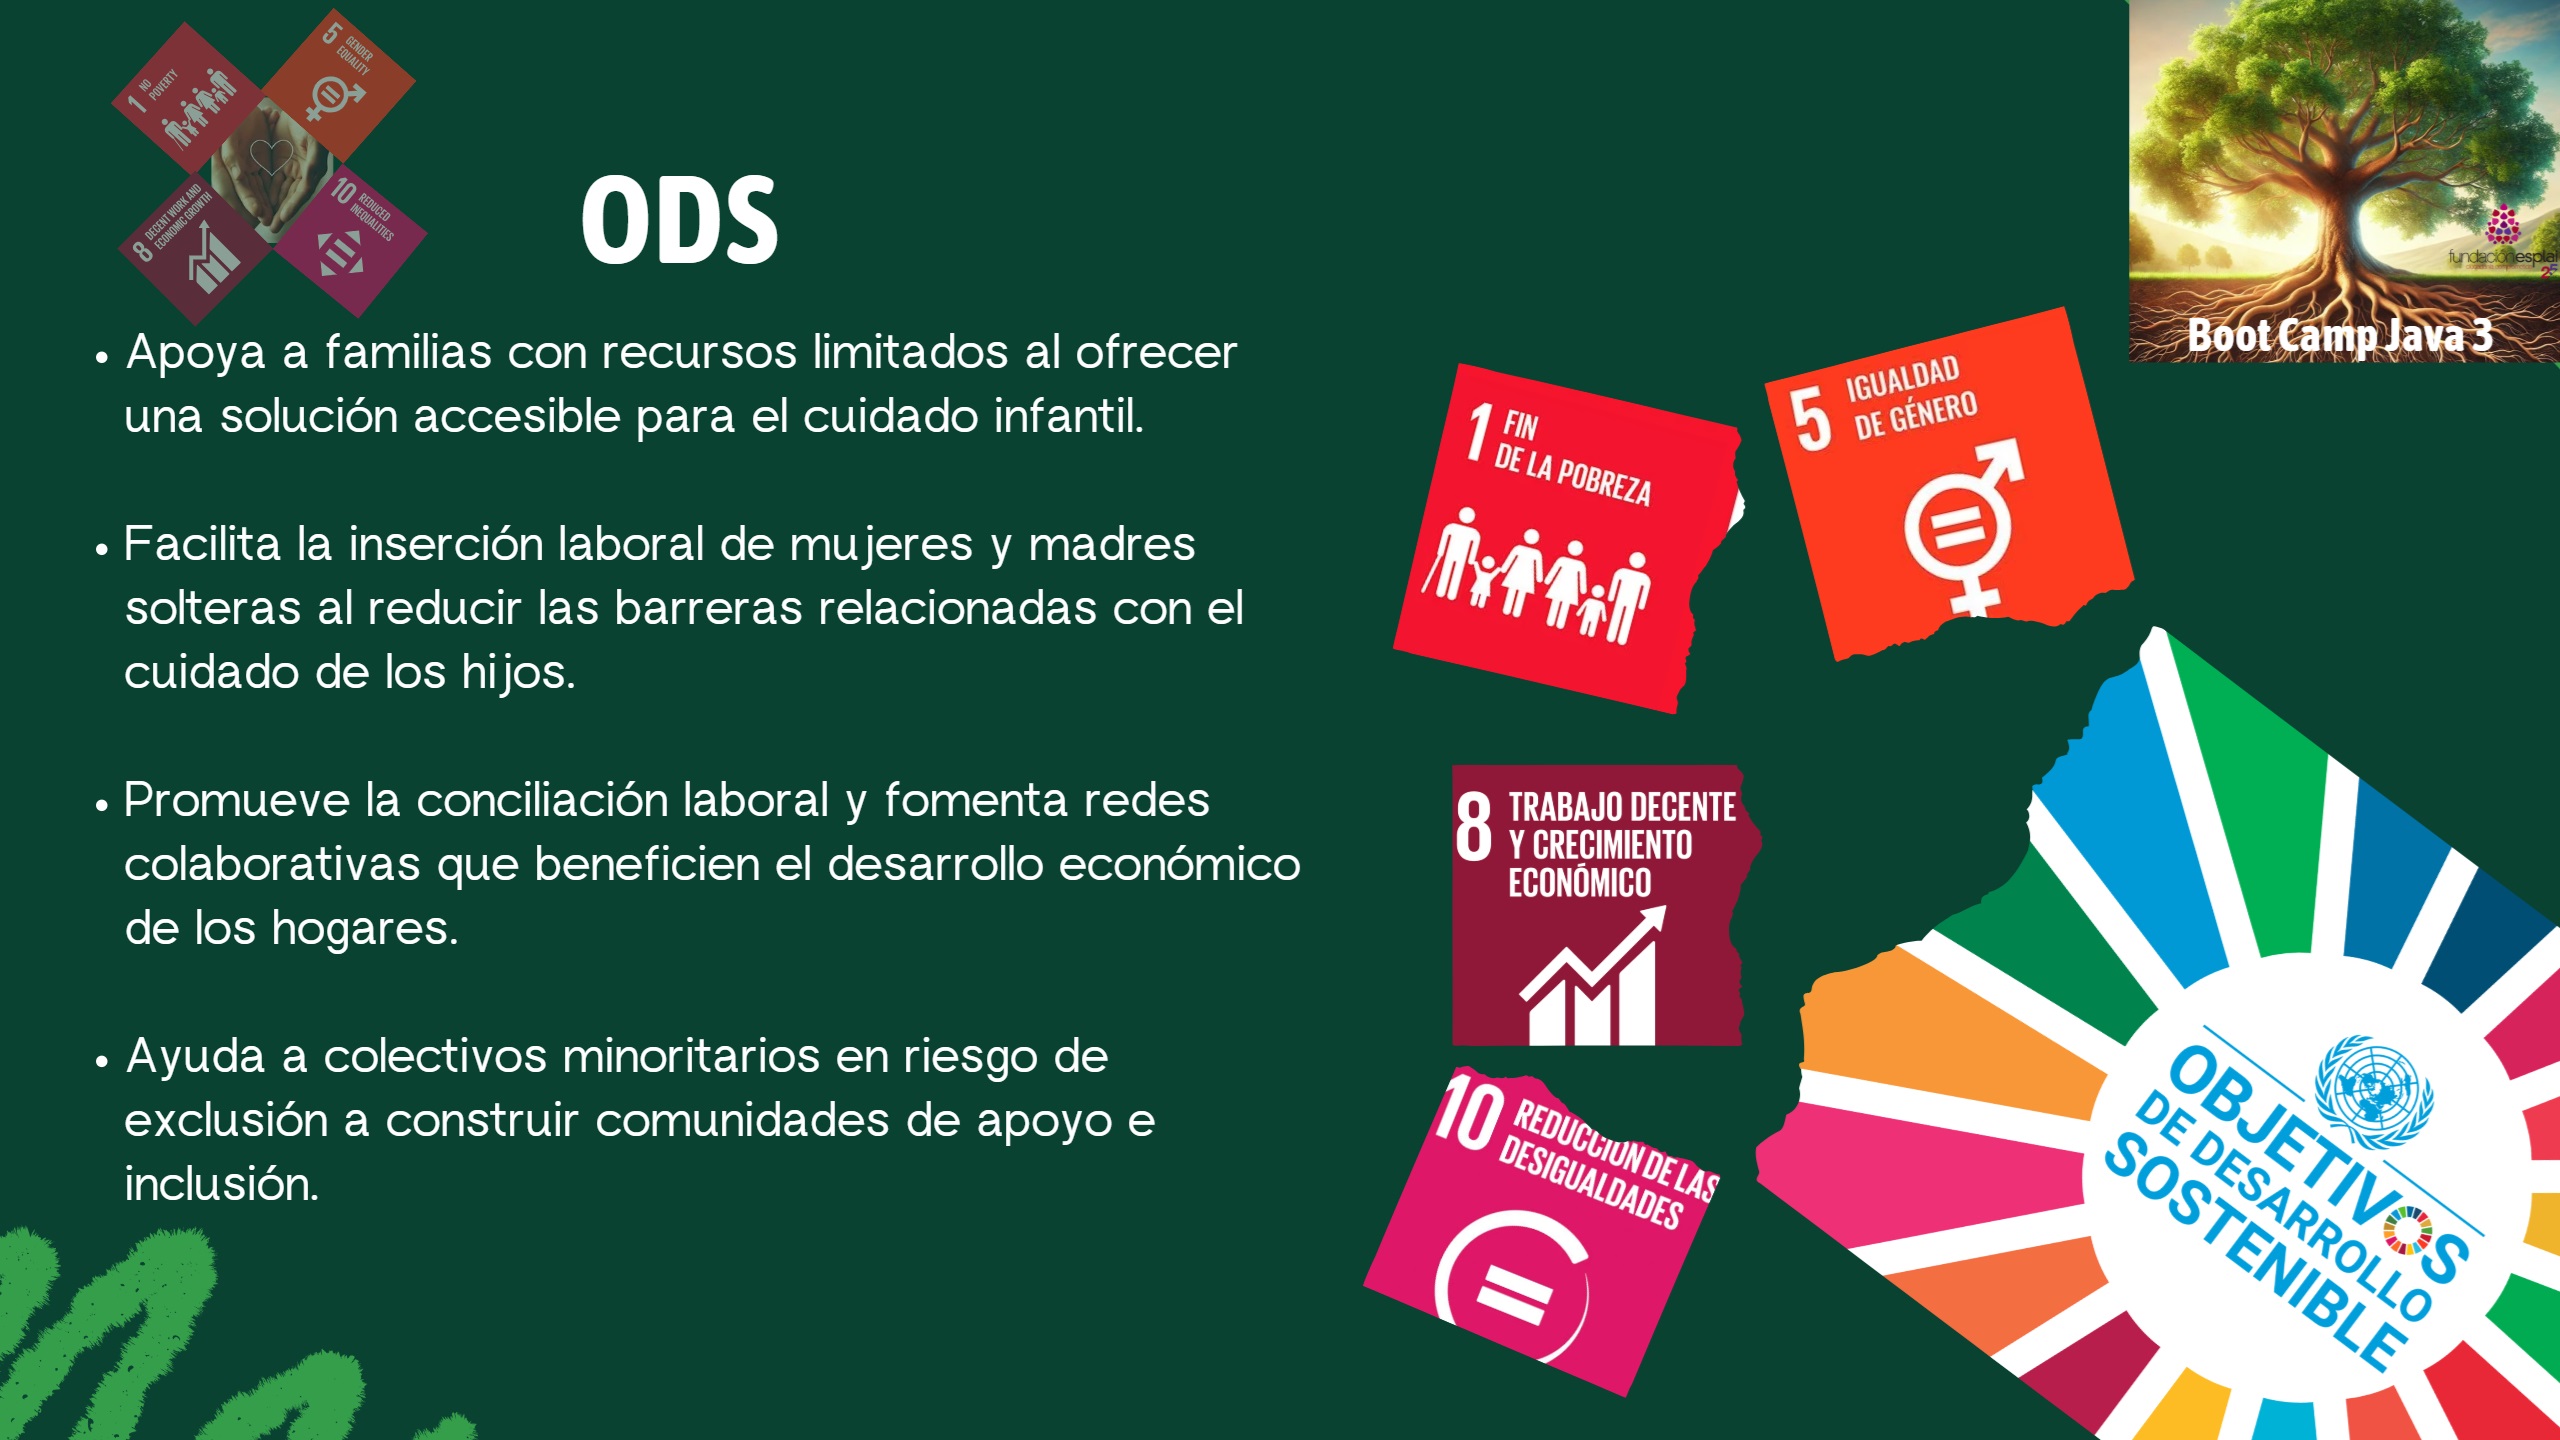 1 NO
POVERTY
5 GENDER
EQUALITY
8 DECENT WORK AND
ECONOMIC GROWTH
10 REDUCED
INEQUALITIES
ODS
• Apoya a familias con recursos limitados al ofrecer
una solución accesible para el cuidado infantil.
• Facilita la inserción laboral de mujeres y madres
solteras al reducir las barreras relacionadas con el
cuidado de los hijos.
• Promueve la conciliación laboral y fomenta redes
colaborativas que beneficien el desarrollo económico
de los hogares.
• Ayuda a colectivos minoritarios en riesgo de
exclusión a construir comunidades de apoyo e
inclusión.
fundaciónesplai
25
Boot Camp Java 3
1 FIN
DE LA POBREZA
5 IGUALDAD
DE GÉNERO
8 TRABAJO DECENTE
Y CRECIMIENTO
ECONÓMICO
10 REDUCCIÓN DE LAS
DESIGUALDADES
OBJETIVOS
DE DESARROLLO
SOSTENIBLE